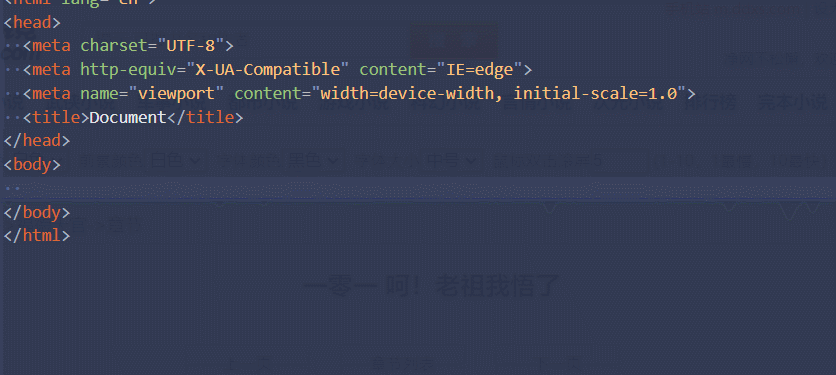 <html lang="en">
<head>
<meta charset="UTF-8">
<meta http-equiv="X-UA-Compatible" content="IE=edge">
<meta name="viewport" content="width=device-width, initial-scale=1.0">
<title>Document</title>
</head>
<body>
</body>
</html>
一零一 呵！老祖我悟了